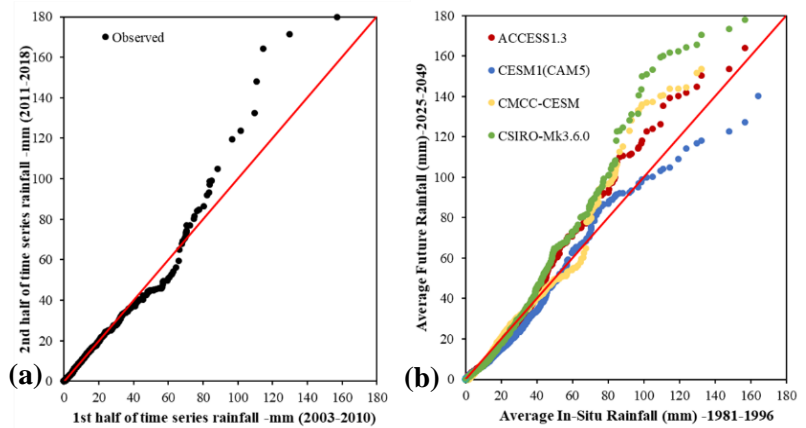 180
160
140
120
100
80
60
40
20
0
0 20 40 60 80 100 120 140 160 180
2nd half of time series rainfall -mm (2011-2018)
1st half of time series rainfall -mm (2003-2010)
Observed
(a)
180
160
140
120
100
80
60
40
20
0
0 20 40 60 80 100 120 140 160 180
Average Future Rainfall (mm)-2025-2049
Average In-Situ Rainfall (mm) -1981-1996
ACCESS1.3
CESM1(CAM5)
CMCC-CESM
CSIRO-Mk3.6.0
(b)